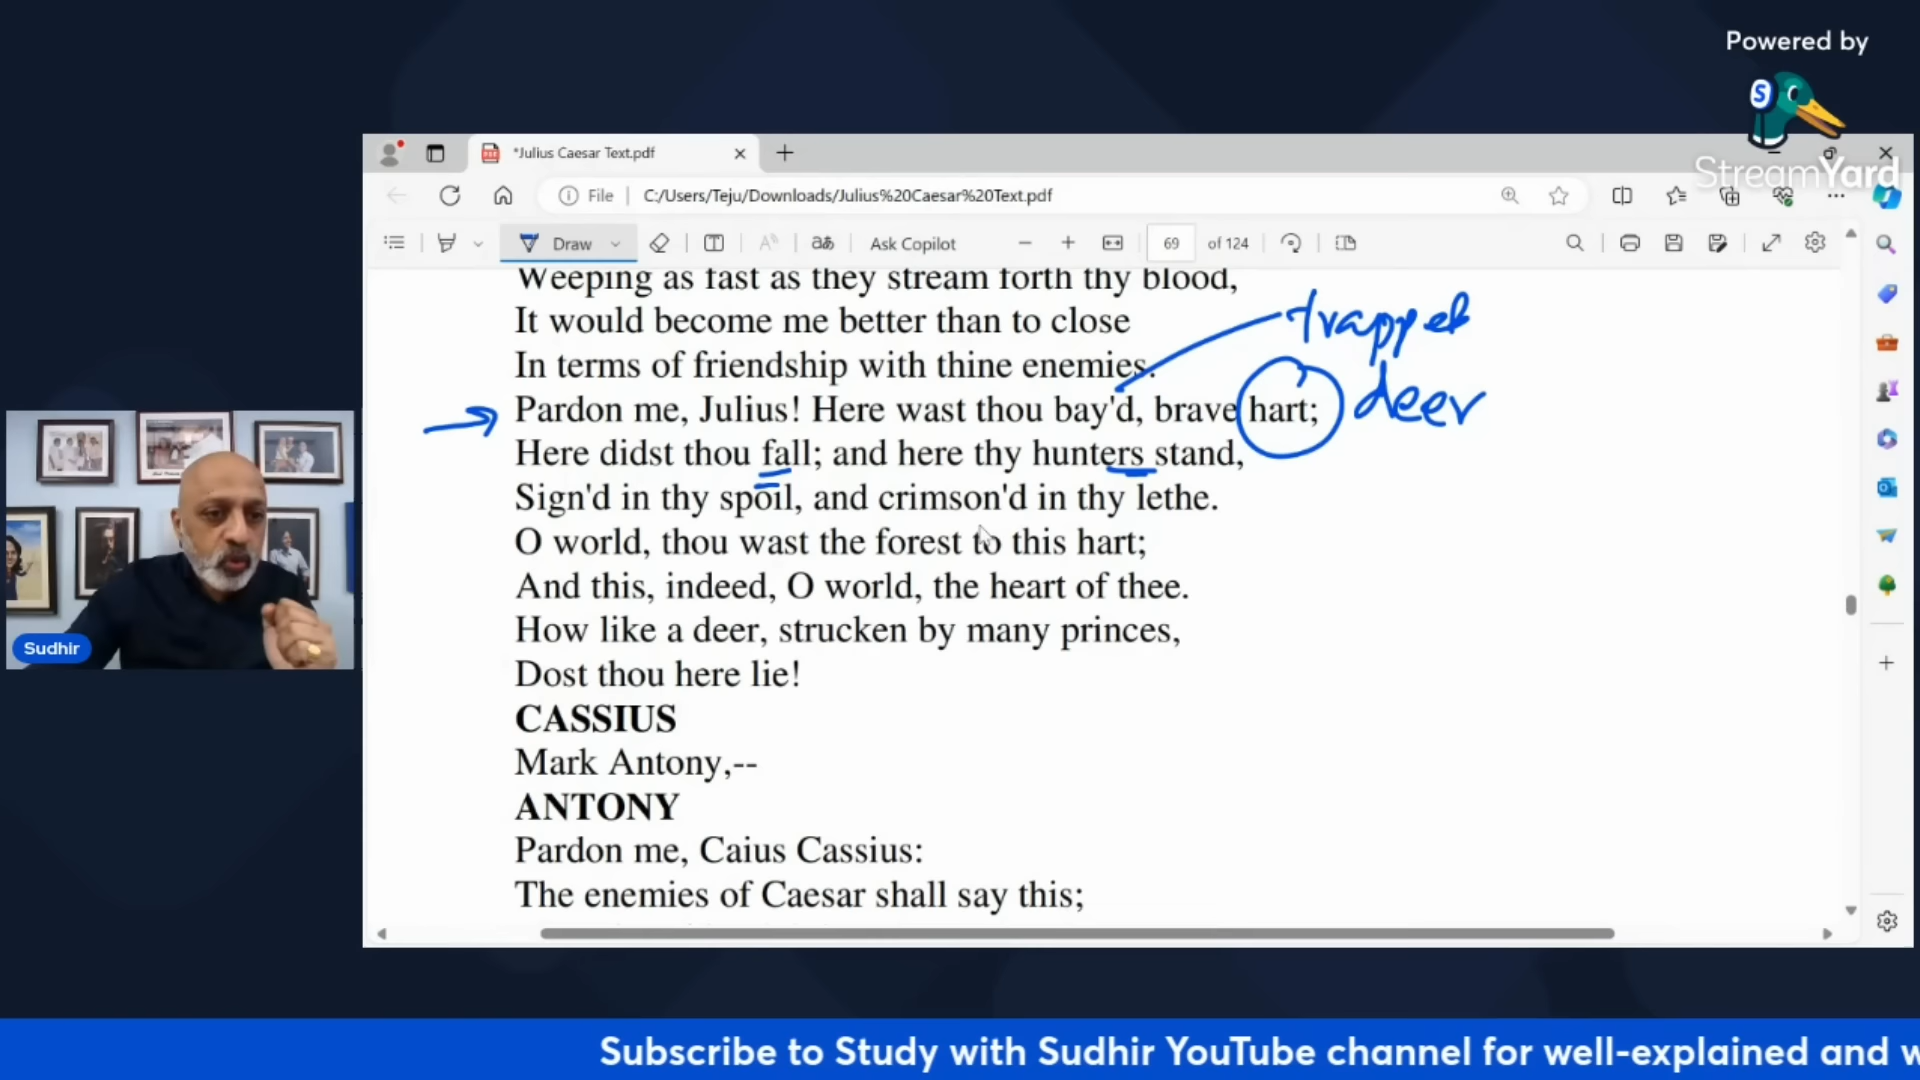 Powered by
S
StreamYard
*Julius Caesar Text.pdf
File
C:/Users/Teju/Downloads/Julius%20Caesar%20Text.pdf
Draw
Ask Copilot
69 of 124
Weeping as fast as they stream forth thy blood,
It would become me better than to close
trapped
In terms of friendship with thine enemies.
Pardon me, Julius! Here wast thou bay'd, brave hart;
deer
Here didst thou fall; and here thy hunters stand,
Sign'd in thy spoil, and crimson'd in thy lethe.
O world, thou wast the forest to this hart;
And this, indeed, O world, the heart of thee.
How like a deer, strucken by many princes,
Dost thou here lie!
CASSIUS
Mark Antony,--
ANTONY
Pardon me, Caius Cassius:
The enemies of Caesar shall say this;
Sudhir
Subscribe to Study with Sudhir YouTube channel for well-explained and w